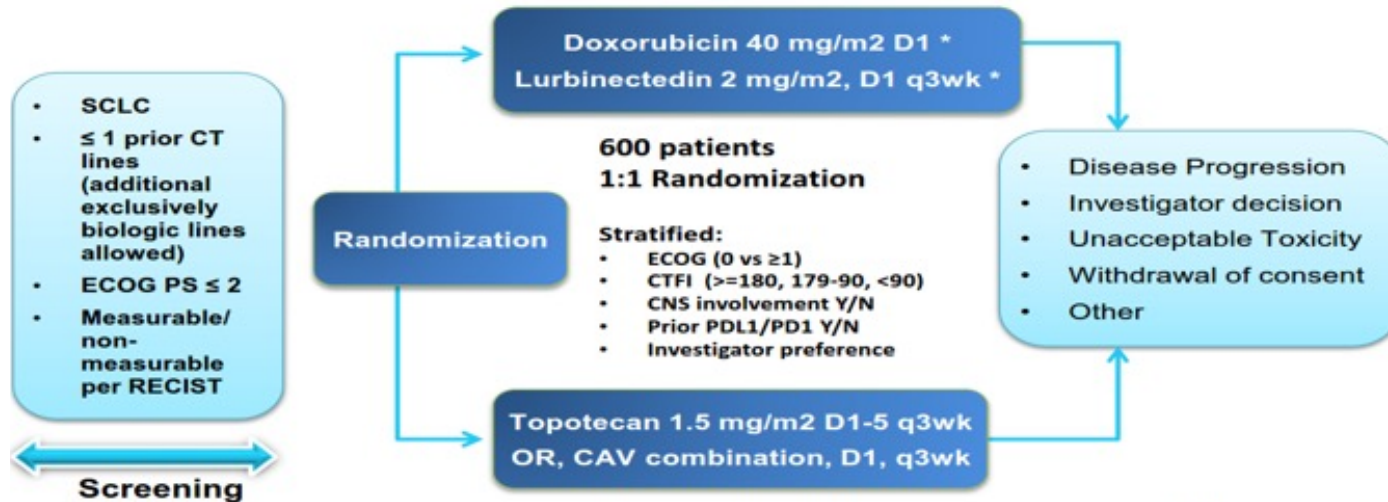 • SCLC
• ≤ 1 prior CT
lines
(additional
exclusively
biologic lines
allowed)
• ECOG PS ≤ 2
• Measurable/
non-
measurable
per RECIST
Screening
Randomization
Doxorubicin 40 mg/m2 D1 *
Lurbinectedin 2 mg/m2, D1 q3wk *
600 patients
1:1 Randomization
Stratified:
• ECOG (0 vs ≥1)
• CTFI (>=180, 179-90, <90)
• CNS involvement Y/N
• Prior PDL1/PD1 Y/N
• Investigator preference
Topotecan 1.5 mg/m2 D1-5 q3wk
OR, CAV combination, D1, q3wk
• Disease Progression
• Investigator decision
• Unacceptable Toxicity
• Withdrawal of consent
• Other